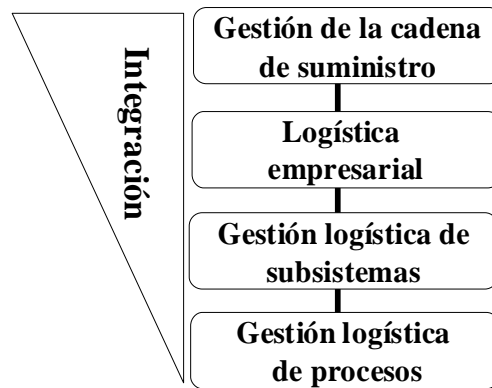 Integración
Gestión de la cadena
de suministro
Logística
empresarial
Gestión logística de
subsistemas
Gestión logística
de procesos